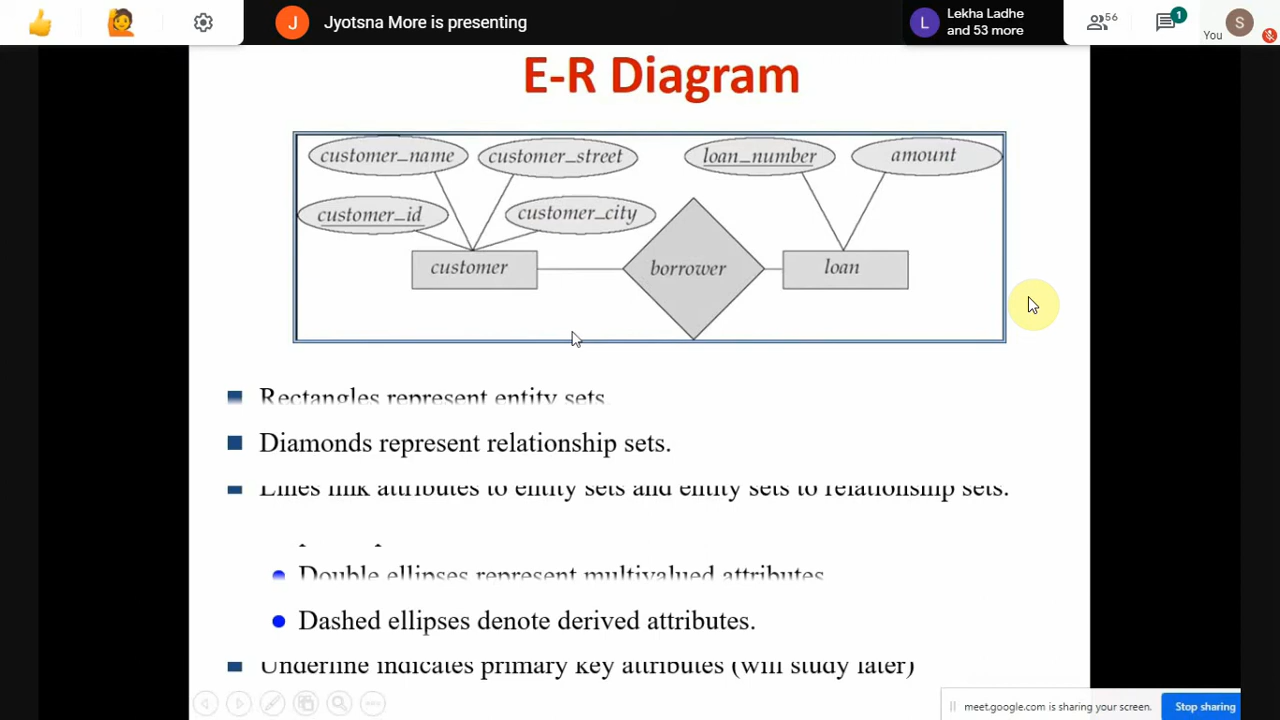 Jyotsna More is presenting
J
L
Lekha Ladhe
and 53 more
56
1
You
S
E-R Diagram
customer_name
customer_street
loan_number
amount
customer_id
customer_city
customer
borrower
loan
Rectangles represent entity sets
Diamonds represent relationship sets.
Lines link attributes to entity sets and entity sets to relationship sets.
Double ellipses represent multivalued attributes
Dashed ellipses denote derived attributes.
Underline indicates primary key attributes (will study later)
meet.google.com is sharing your screen.
Stop sharing